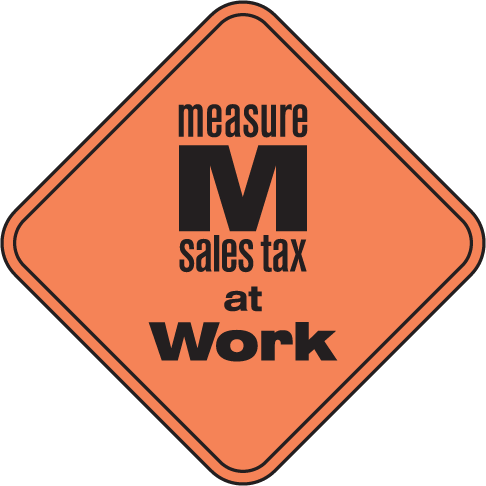 measure
M
sales tax
at
Work